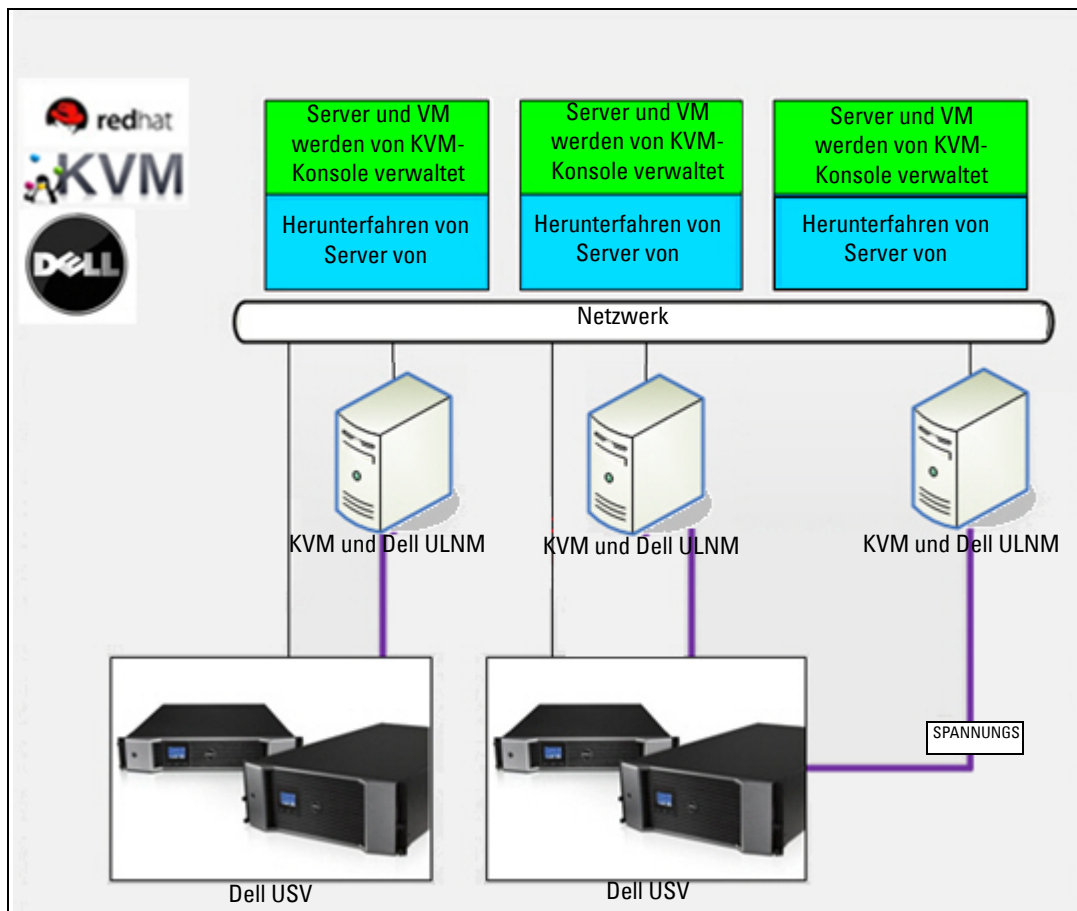 redhat
KVM
DELL
Server und VM
werden von KVM-
Konsole verwaltet
Herunterfahren von
Server von
Server und VM
werden von KVM-
Konsole verwaltet
Herunterfahren von
Server von
Server und VM
werden von KVM-
Konsole verwaltet
Herunterfahren von
Server von
Netzwerk
KVM und Dell ULNM
KVM und Dell ULNM
KVM und Dell ULNM
SPANNUNGS
Dell USV
Dell USV